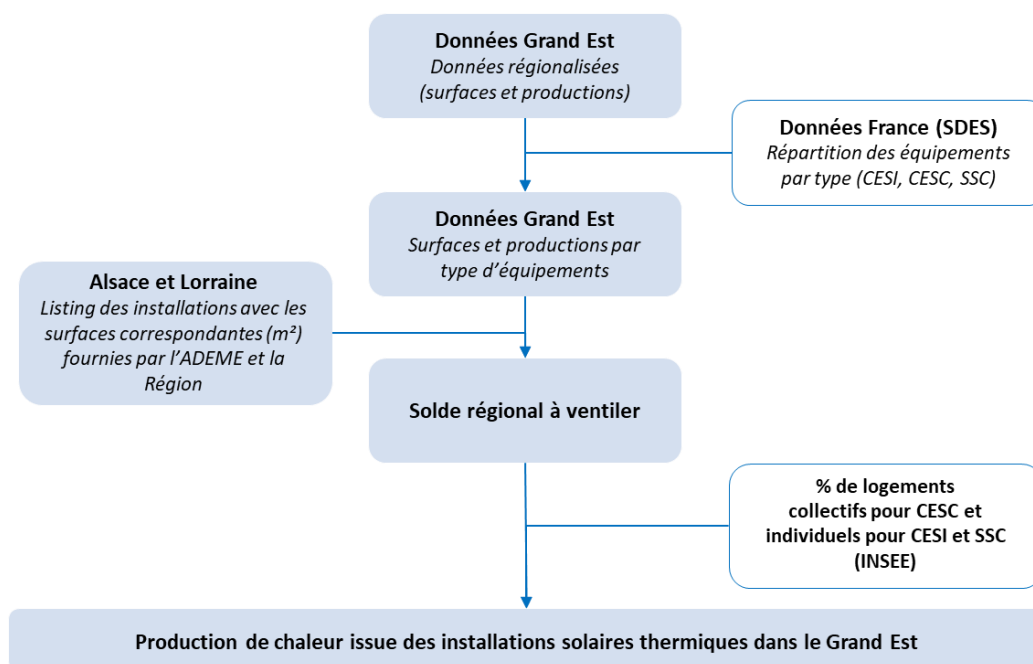 Données Grand Est
Données régionalisées
(surfaces et productions)
Données France (SDES)
Répartition des équipements
par type (CESI, CESC, SSC)
Données Grand Est
Surfaces et productions par
type d'équipements
Alsace et Lorraine
Listing des installations avec les
surfaces correspondantes (m²)
fournies par l'ADEME et la
Région
Solde régional à ventiler
% de logements
collectifs pour CESC et
individuels pour CESI et SSC
(INSEE)
Production de chaleur issue des installations solaires thermiques dans le Grand Est